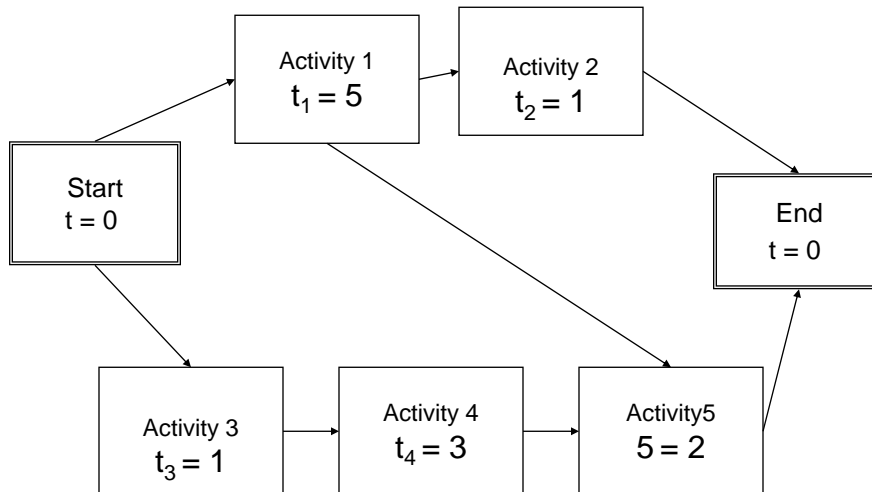 Activity 1
t₁ = 5
Activity 2
t₂ = 1
Start
t = 0
End
t = 0
Activity 3
t₃ = 1
Activity 4
t₄ = 3
Activity5
5 = 2